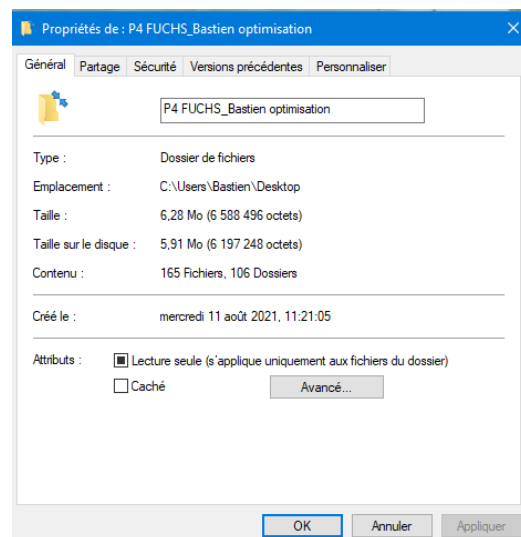 Propriétés de : P4 FUCHS_Bastien optimisation
Général Partage Sécurité Versions précédentes Personnaliser
P4 FUCHS_Bastien optimisation
Type : Dossier de fichiers
Emplacement : C:\Users\Bastien\Desktop
Taille : 6,28 Mo (6 588 496 octets)
Taille sur le disque : 5,91 Mo (6 197 248 octets)
Contenu : 165 Fichiers, 106 Dossiers
Créé le : mercredi 11 août 2021, 11:21:05
Attributs : Lecture seule (s'applique uniquement aux fichiers du dossier)
Caché Avancé...
OK Annuler Appliquer